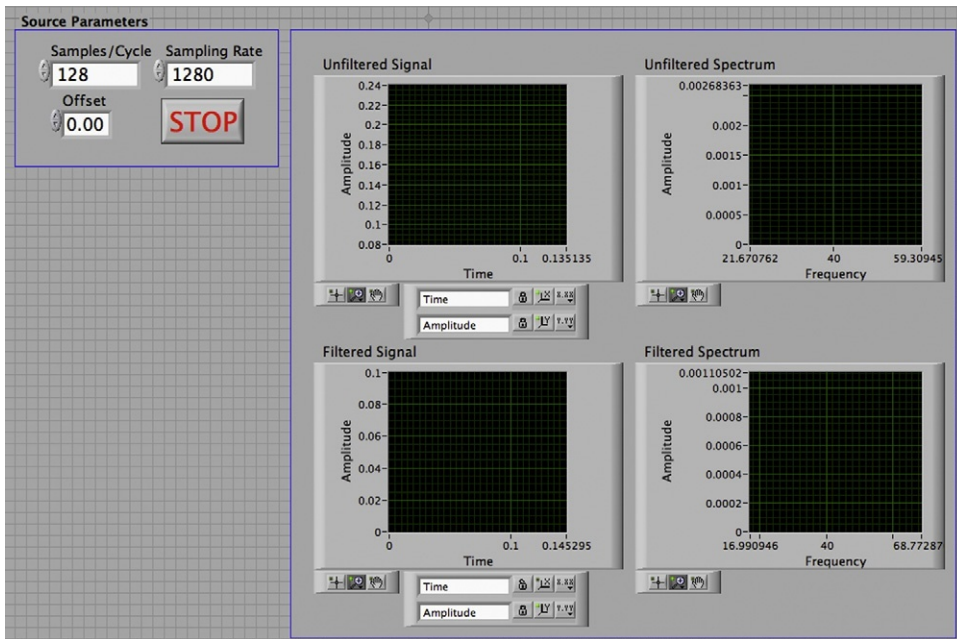 Source Parameters
Samples/Cycle Sampling Rate
128 1280
Offset
0.00 STOP
Unfiltered Signal
Amplitude
0.24
0.22
0.2
0.18
0.16
0.14
0.12
0.1
0.08
0 0.1 0.135135
Time
Time
Amplitude
Unfiltered Spectrum
Amplitude
0.00268363
0.002
0.0015
0.001
0.0005
0
21.670762 40 59.30945
Frequency
Filtered Signal
Amplitude
0.1
0.08
0.06
0.04
0.02
0
0 0.1 0.145295
Time
Time
Amplitude
Filtered Spectrum
Amplitude
0.00110502
0.001
0.0008
0.0006
0.0004
0.0002
0
16.990946 40 68.77287
Frequency